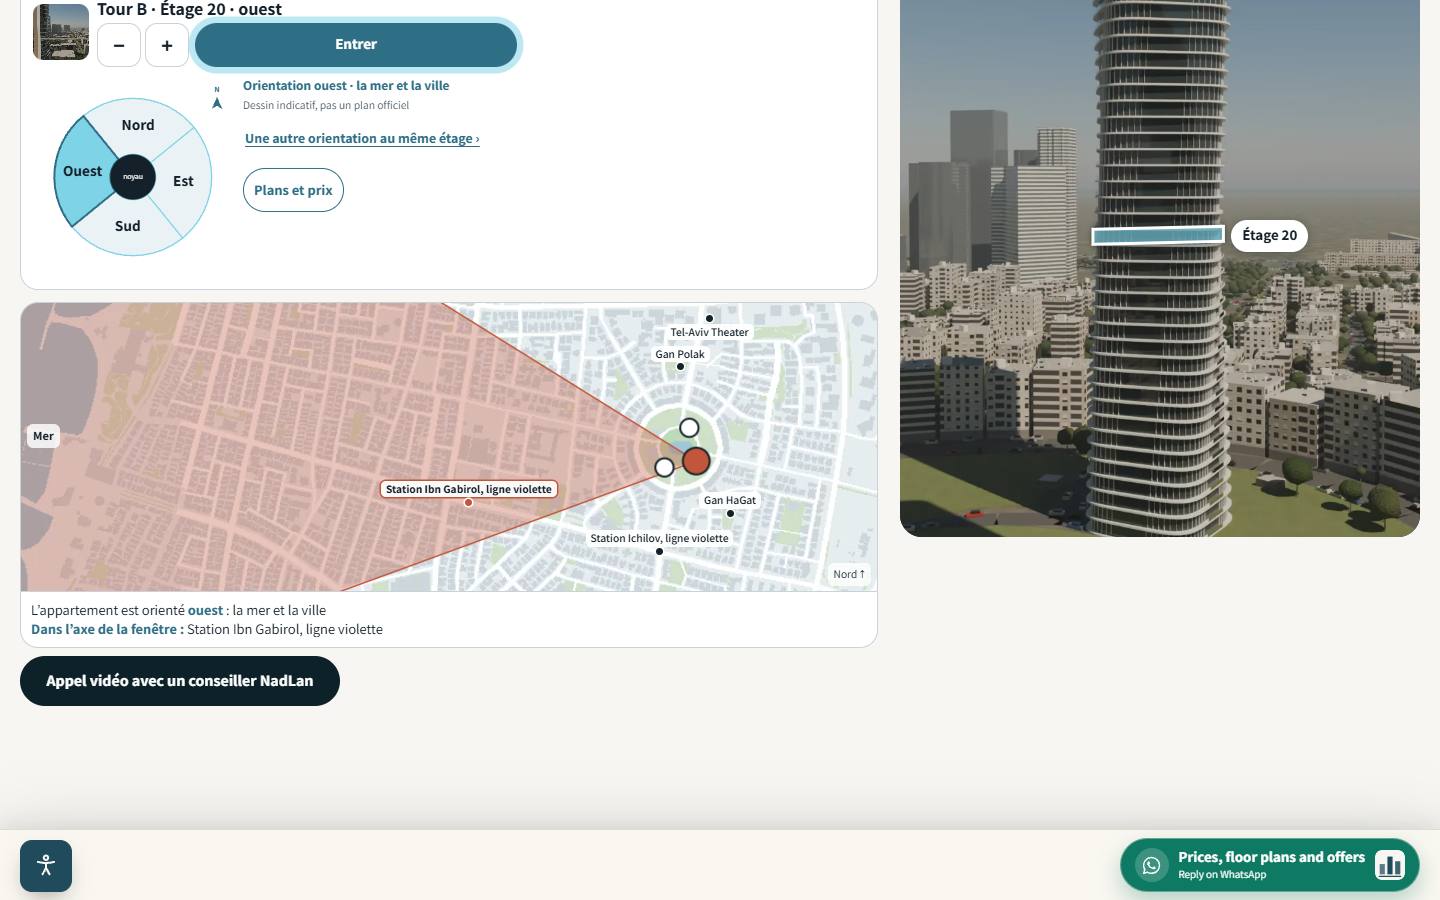 Tour B · Étage 20 · ouest
−
+
Entrer
N
Orientation ouest · la mer et la ville
Dessin indicatif, pas un plan officiel
Une autre orientation au même étage ›
Plans et prix
Nord
Ouest
noyau
Est
Sud
Étage 20
Tel-Aviv Theater
Gan Polak
Mer
Station Ibn Gabirol, ligne violette
Gan HaGat
Station Ichilov, ligne violette
Nord ↑
L’appartement est orienté ouest : la mer et la ville
Dans l’axe de la fenêtre : Station Ibn Gabirol, ligne violette
Appel vidéo avec un conseiller NadLan
Prices, floor plans and offers
Reply on WhatsApp